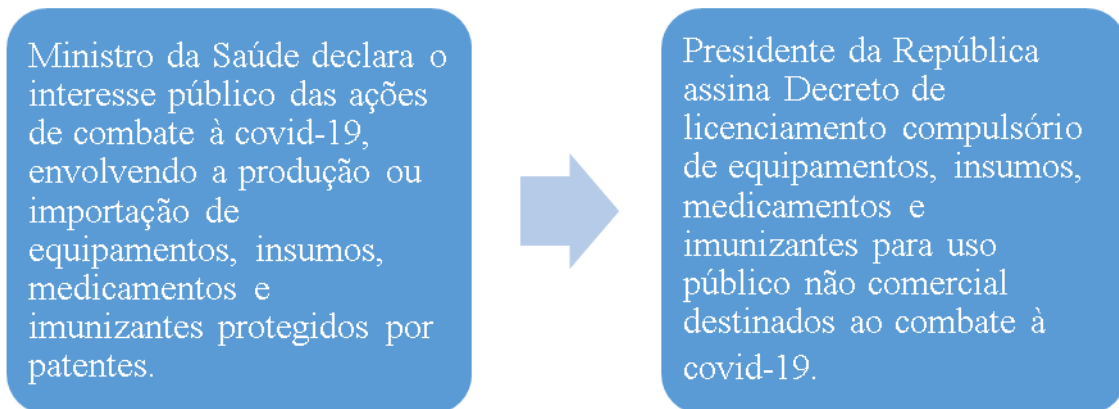 Ministro da Saúde declara o
interesse público das ações
de combate à covid-19,
envolvendo a produção ou
importação de
equipamentos, insumos,
medicamentos e
imunizantes protegidos por
patentes.
Presidente da República
assina Decreto de
licenciamento compulsório
de equipamentos, insumos,
medicamentos e
imunizantes para uso
público não comercial
destinados ao combate à
covid-19.